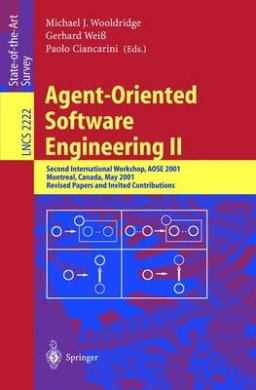 Michael J. Wooldridge
Gerhard Weiß
Paolo Ciancarini (Eds.)
State-of-the-Art
Survey
LNCS 2222
Agent-Oriented
Software
Engineering II
Second International Workshop, AOSE 2001
Montreal, Canada, May 2001
Revised Papers and Invited Contributions
Springer